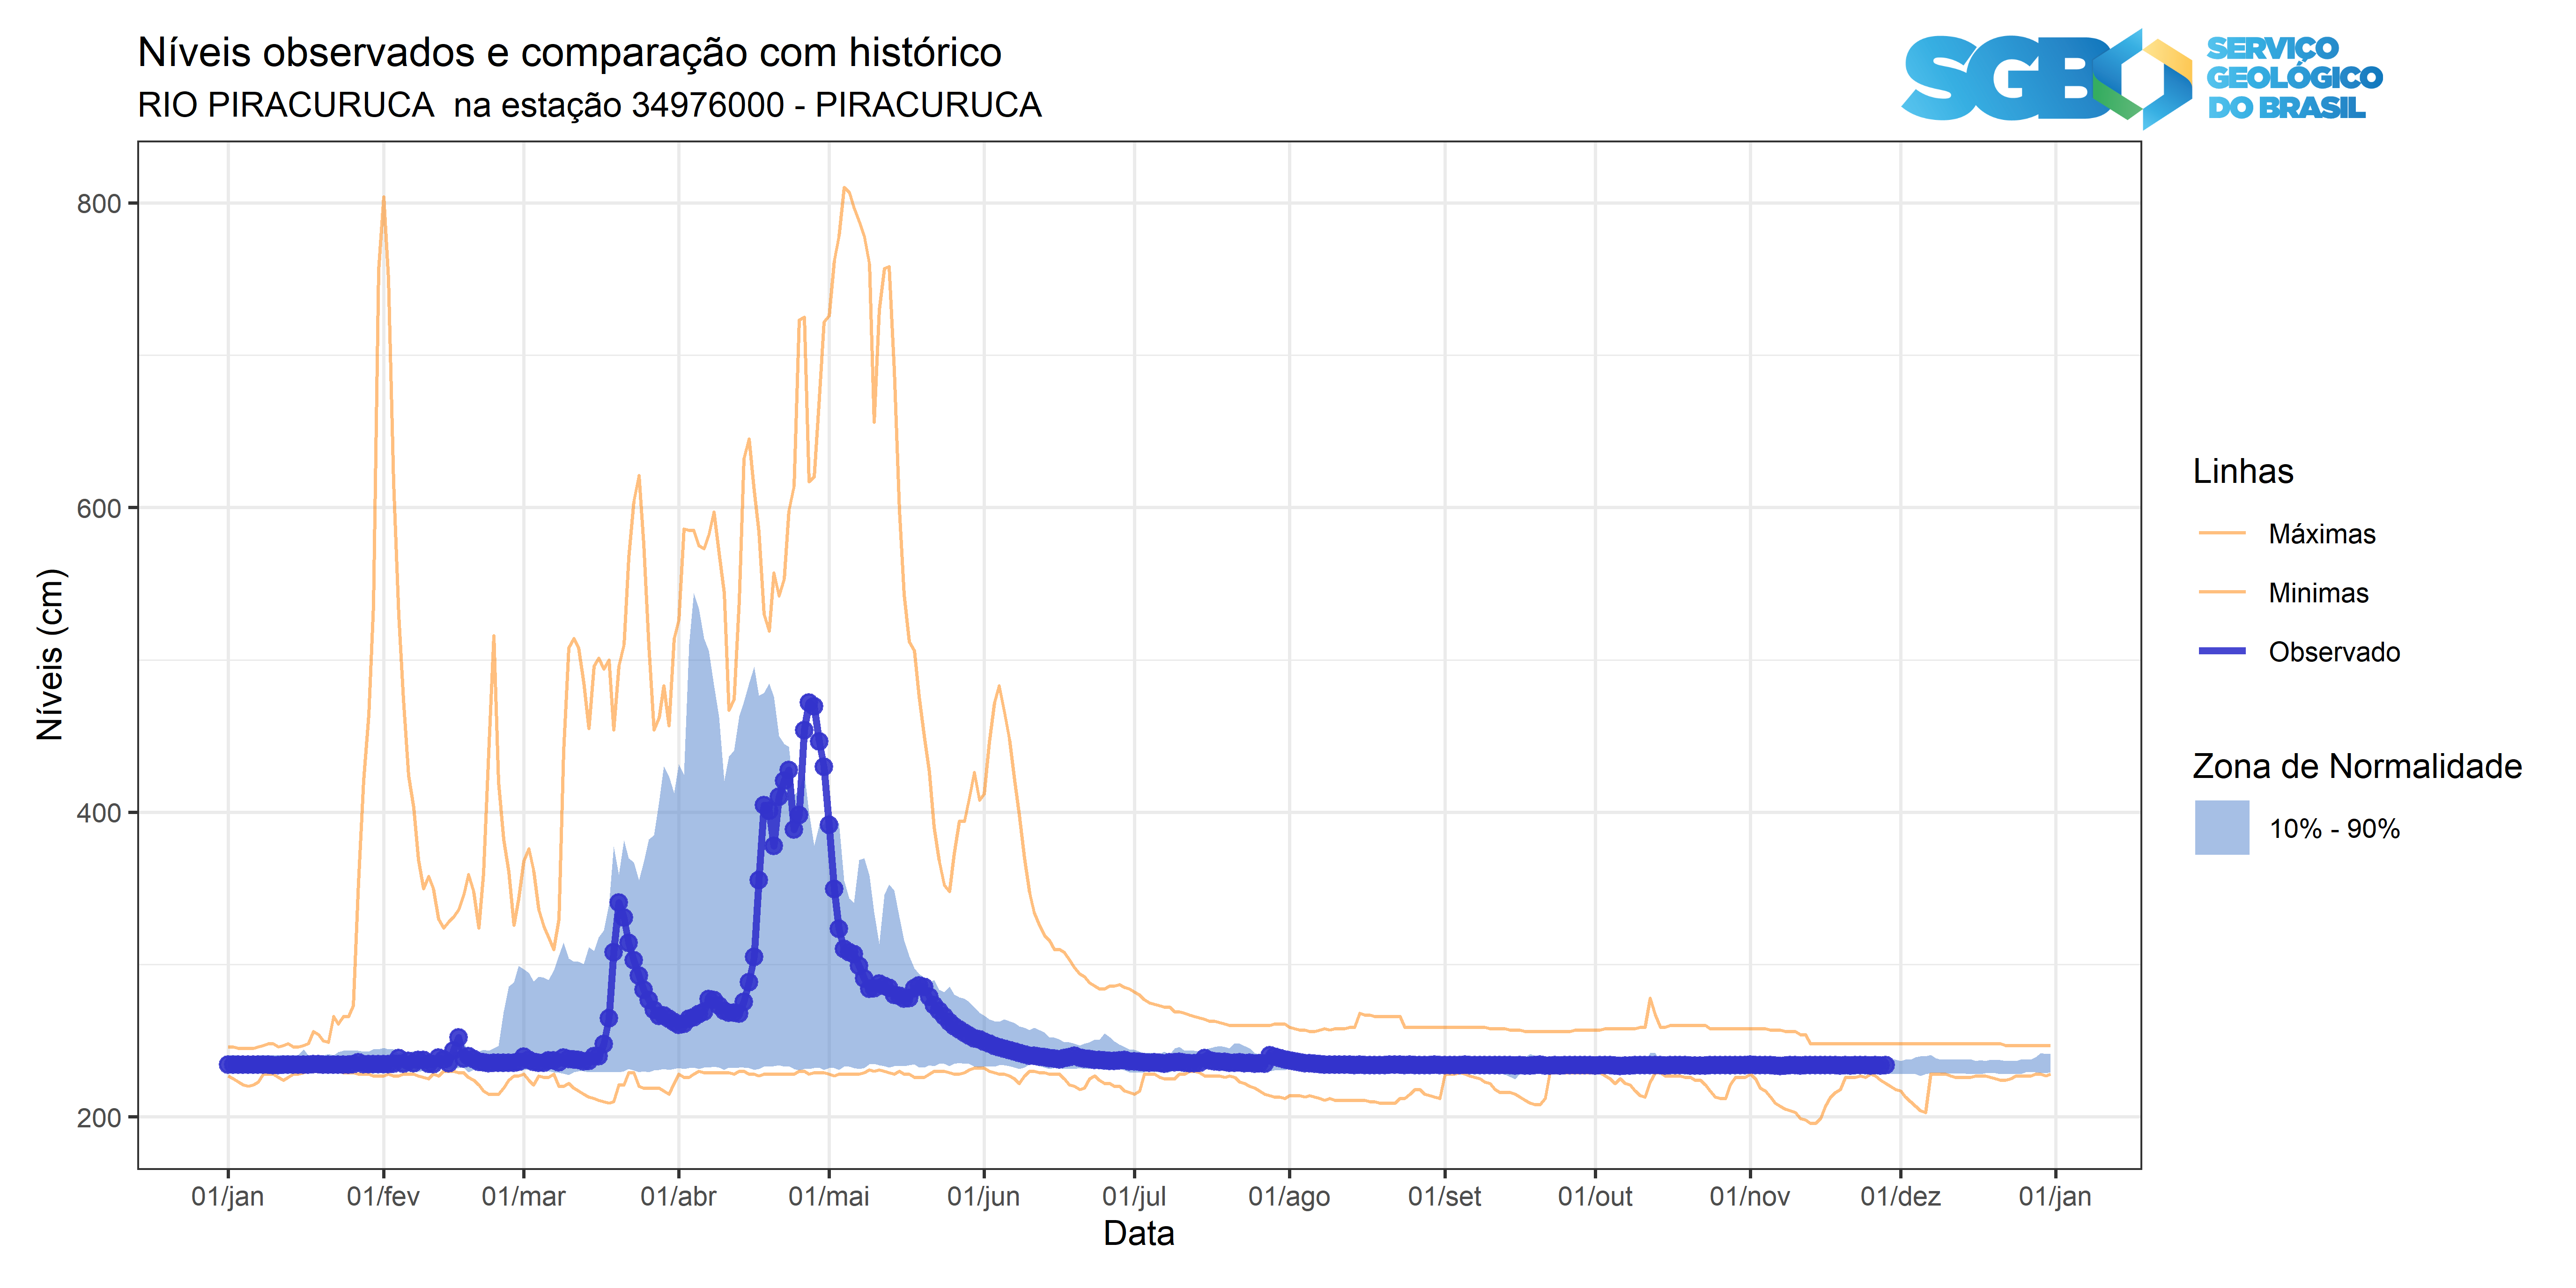 Níveis observados e comparação com histórico
RIO PIRACURUCA  na estação 34976000 - PIRACURUCA
SGB
SERVIÇO
GEOLÓGICO
DO BRASIL
Níveis (cm)
800
600
400
200
01/jan 01/fev 01/mar 01/abr 01/mai 01/jun 01/jul 01/ago 01/set 01/out 01/nov 01/dez 01/jan
Data
Linhas
Máximas
Minimas
Observado
Zona de Normalidade
10% - 90%